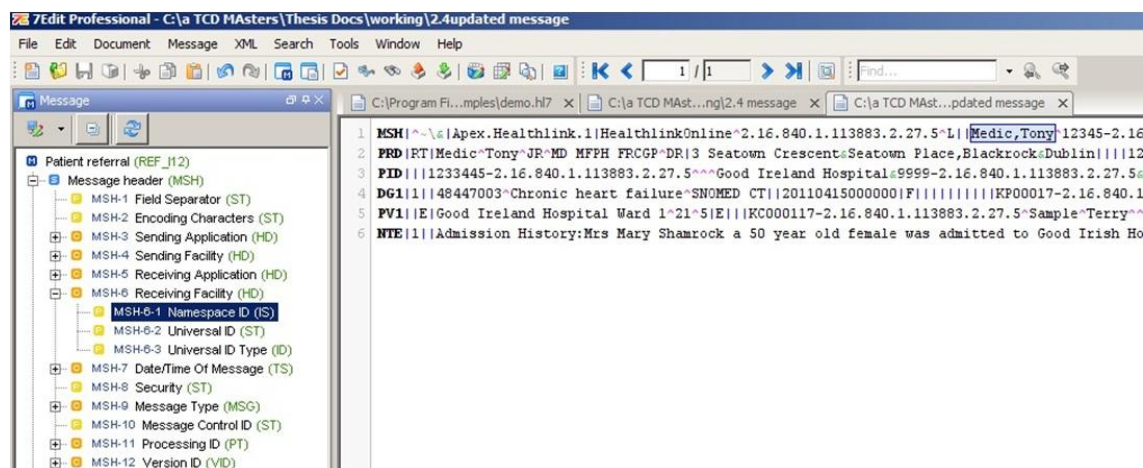 7Edit Professional - C:\a TCD MAsters\Thesis Docs\working\2.4updated message
File Edit Document Message XML Search Tools Window Help
1 / 1 Find...
Message
C:\Program Fi...mples\demo.hl7 x C:\a TCD MAst...ng\2.4 message x C:\a TCD MAst...pdated message x
Patient referral (REF_I12)
Message header (MSH)
MSH-1 Field Separator (ST)
MSH-2 Encoding Characters (ST)
MSH-3 Sending Application (HD)
MSH-4 Sending Facility (HD)
MSH-5 Receiving Application (HD)
MSH-6 Receiving Facility (HD)
MSH-6-1 Namespace ID (IS)
MSH-6-2 Universal ID (ST)
MSH-6-3 Universal ID Type (ID)
MSH-7 Date/Time Of Message (TS)
MSH-8 Security (ST)
MSH-9 Message Type (MSG)
MSH-10 Message Control ID (ST)
MSH-11 Processing ID (PT)
MSH-12 Version ID (VID)
1 MSH|^~\&|Apex.Healthlink.1|HealthlinkOnline^2.16.840.1.113883.2.27.5^L||Medic,Tony^12345-2.16
2 PRD|RT|Medic^Tony^JR^MD MFPH FRCGP^DR|3 Seatown Crescent&Seatown Place,Blackrock&Dublin||||12
3 PID|||1233445-2.16.840.1.113883.2.27.5^^^Good Ireland Hospital&9999-2.16.840.1.113883.2.27.5&
4 DG1|1||48447003^Chronic heart failure^SNOMED CT||20110415000000|F||||||||||KP00017-2.16.840.1
5 PV1||E|Good Ireland Hospital Ward 1^21^5|E|||KC000117-2.16.840.1.113883.2.27.5^Sample^Terry^^
6 NTE|1||Admission History:Mrs Mary Shamrock a 50 year old female was admitted to Good Irish Ho